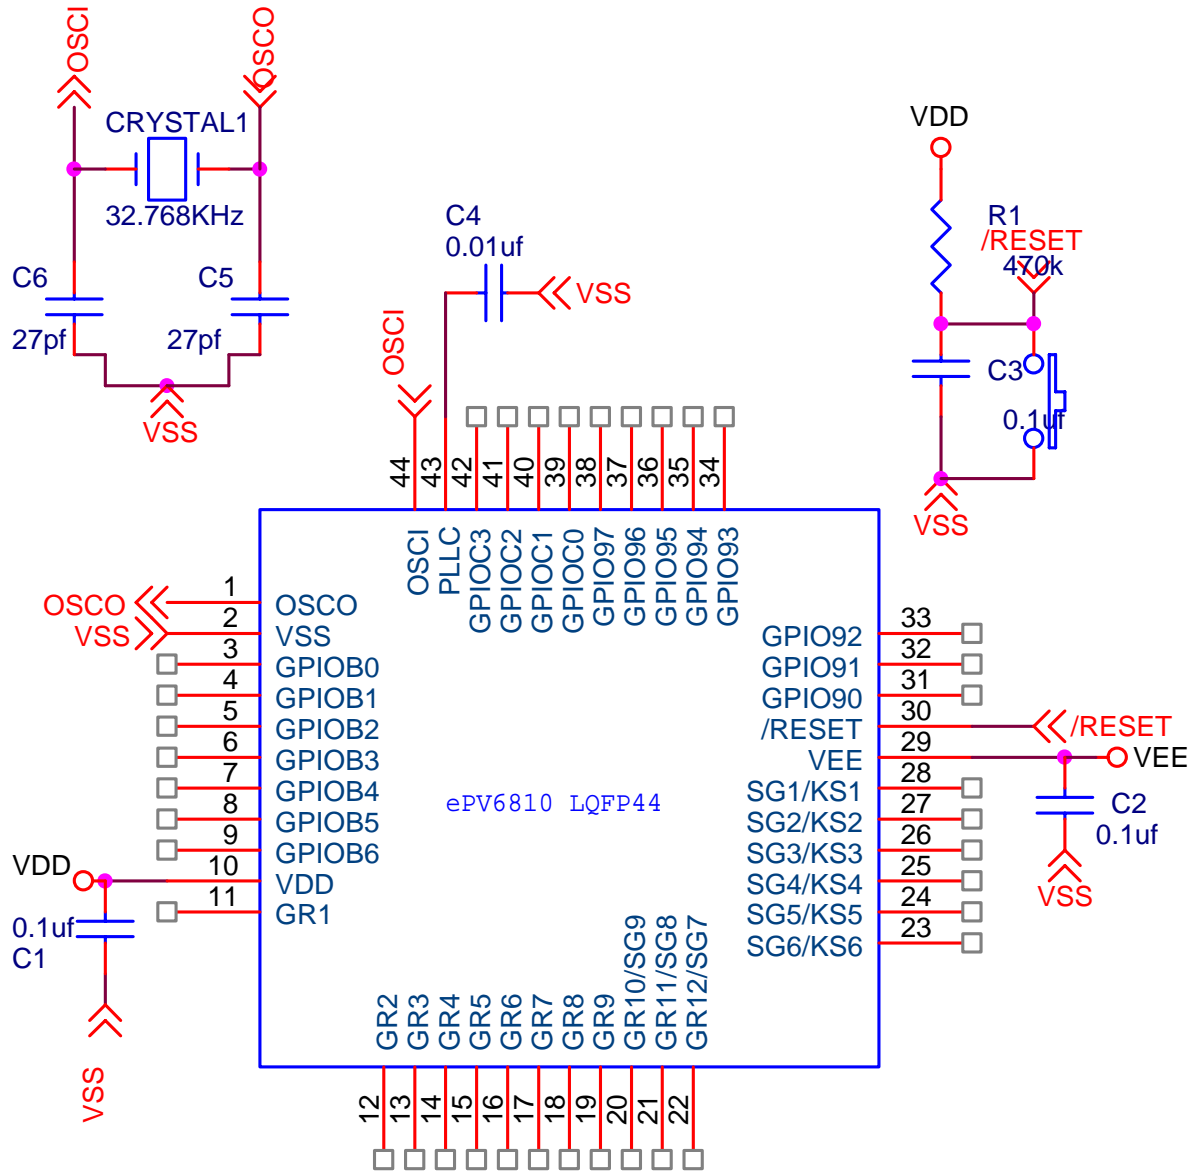 OSCI
OSCO
CRYSTAL1
32.768KHz
C6
27pf
C5
27pf
VSS
C4
0.01uf
VSS
OSCI
VDD
R1
/RESET
470k
C3
0.1uf
VSS
44
43
42
41
40
39
38
37
36
35
34
OSCI
PLLC
GPIOC3
GPIOC2
GPIOC1
GPIOC0
GPIO97
GPIO96
GPIO95
GPIO94
GPIO93
OSCO 1 OSCO
VSS 2 VSS
3 GPIOB0
4 GPIOB1
5 GPIOB2
6 GPIOB3
7 GPIOB4
8 GPIOB5
9 GPIOB6
VDD 10 VDD
11 GR1
0.1uf
C1
VSS
ePV6810 LQFP44
GPIO92 33
GPIO91 32
GPIO90 31
/RESET 30 /RESET
VEE 29 VEE
SG1/KS1 28
SG2/KS2 27
SG3/KS3 26
SG4/KS4 25
SG5/KS5 24
SG6/KS6 23
C2
0.1uf
VSS
GR2
GR3
GR4
GR5
GR6
GR7
GR8
GR9
GR10/SG9
GR11/SG8
GR12/SG7
12
13
14
15
16
17
18
19
20
21
22